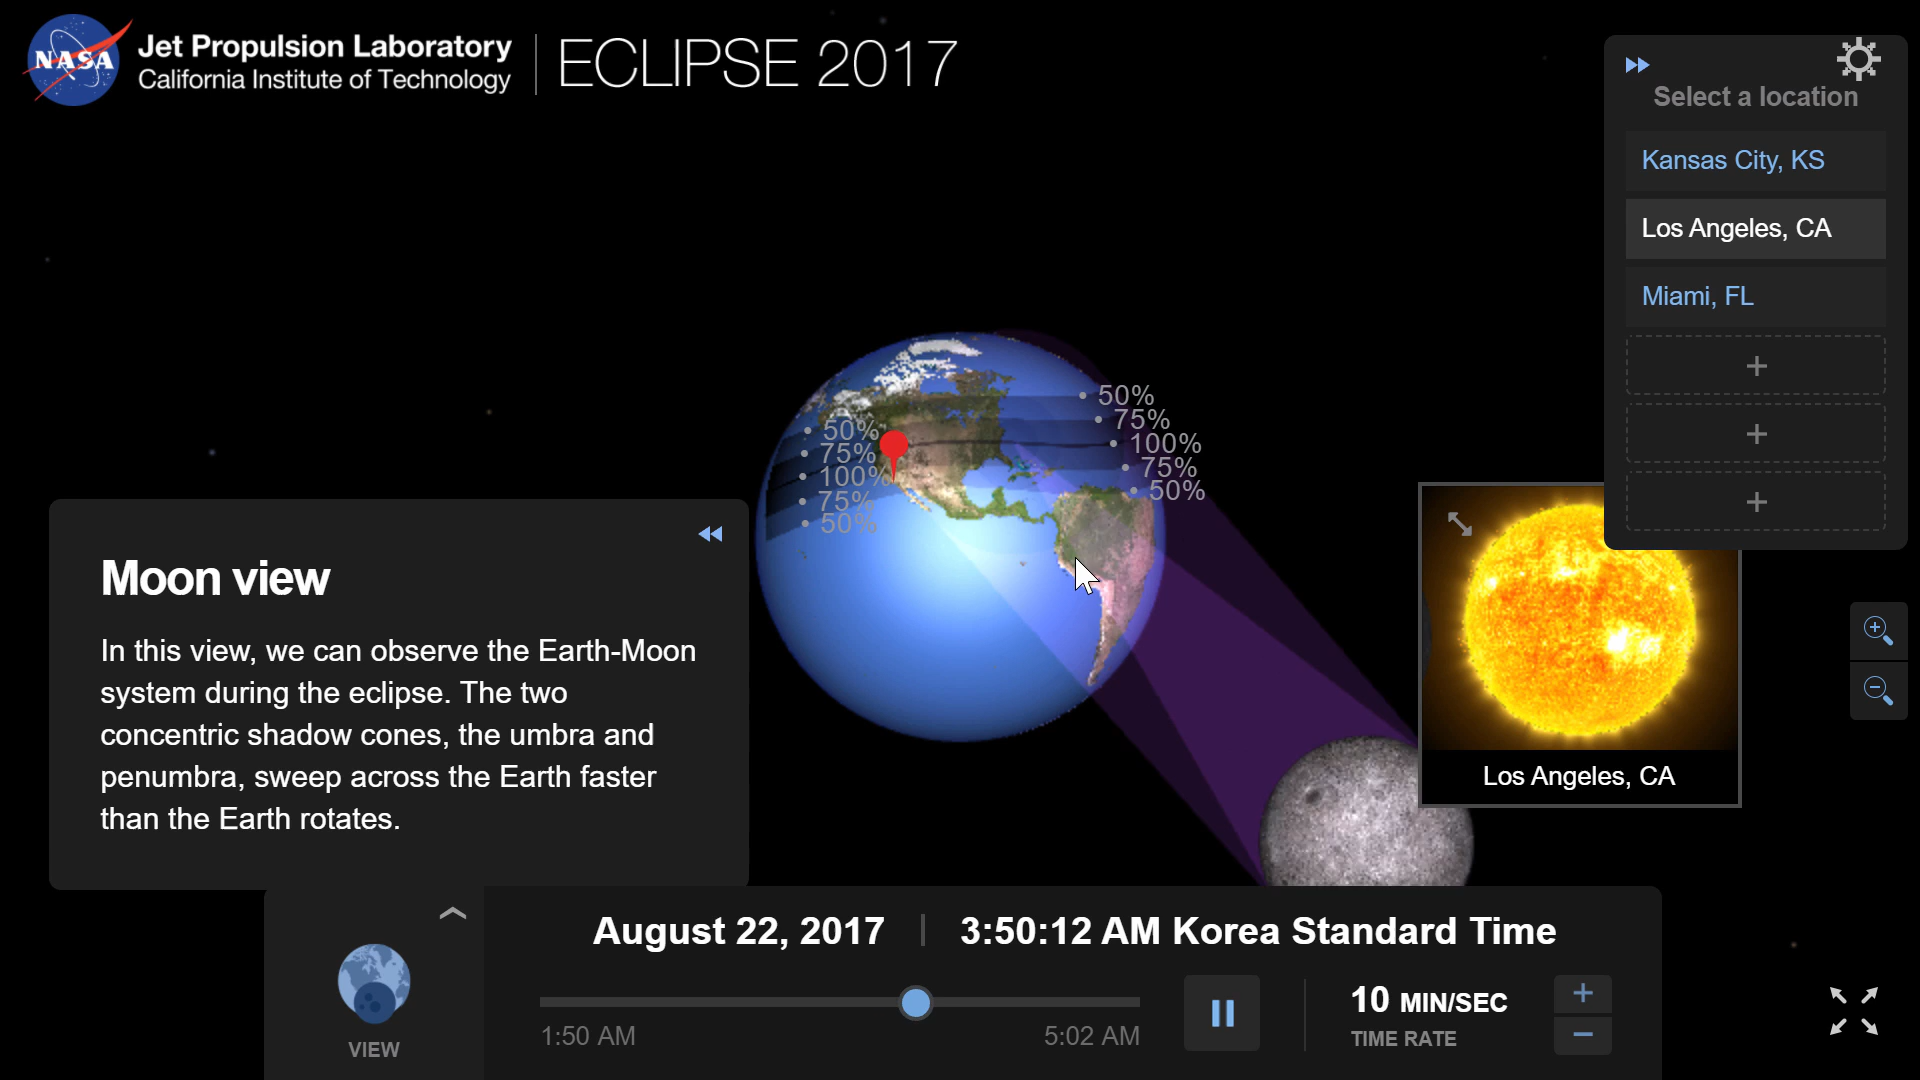 NASA
Jet Propulsion Laboratory
California Institute of Technology
ECLIPSE 2017
Select a location
Kansas City, KS
Los Angeles, CA
Miami, FL
+
+
+
50%
75%
100%
75%
50%
50%
75%
100%
75%
50%
Moon view
In this view, we can observe the Earth-Moon
system during the eclipse. The two
concentric shadow cones, the umbra and
penumbra, sweep across the Earth faster
than the Earth rotates.
Los Angeles, CA
August 22, 2017 | 3:50:12 AM Korea Standard Time
1:50 AM
5:02 AM
10 MIN/SEC
TIME RATE
+
−
VIEW